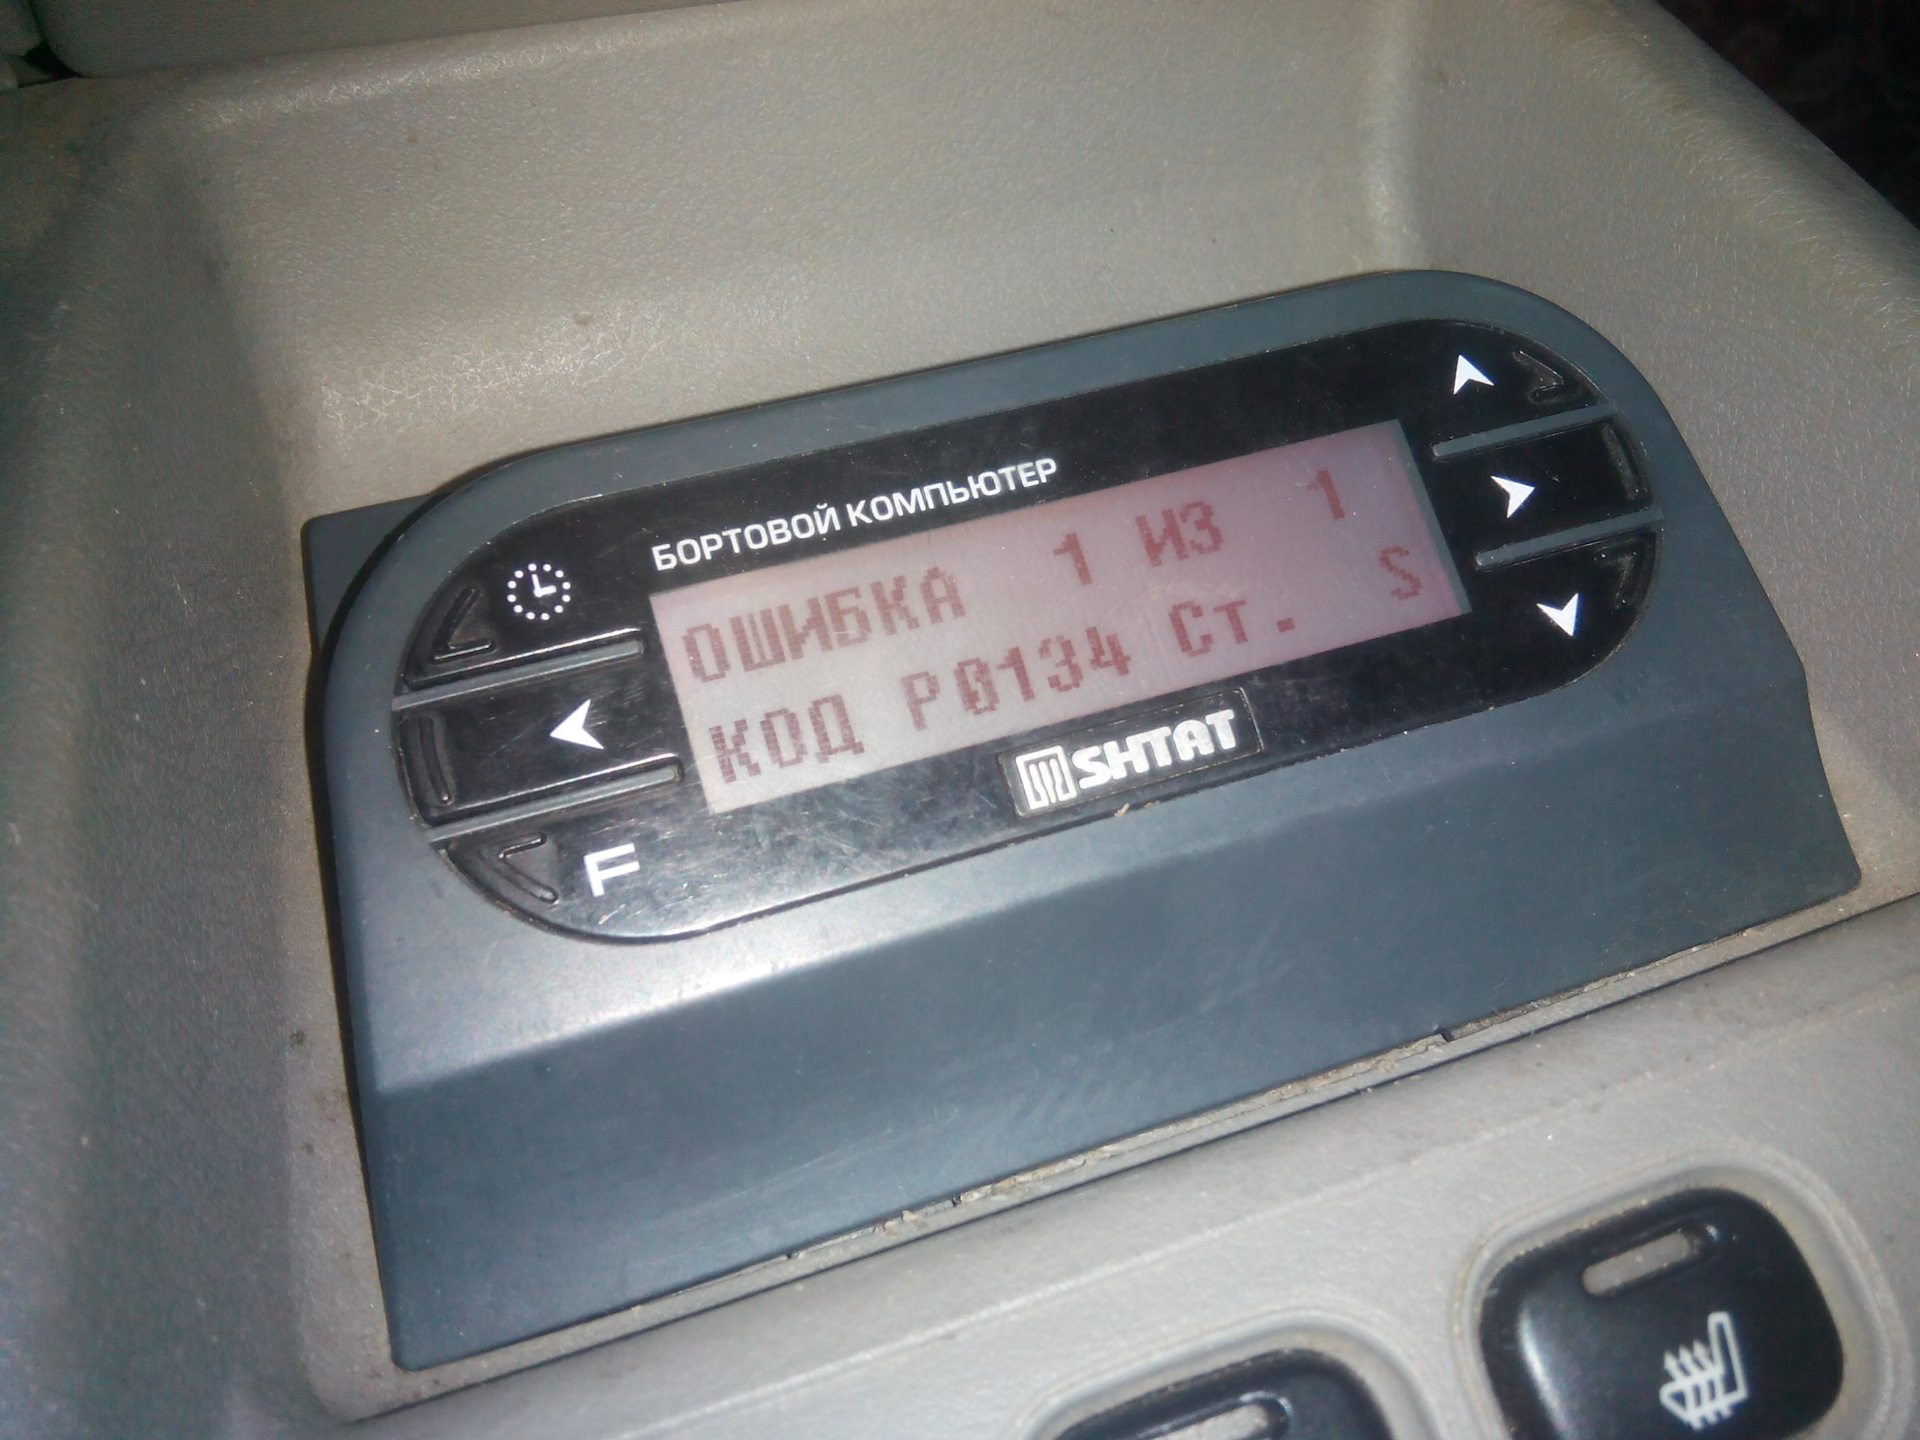 БОРТОВОЙ КОМПЬЮТЕР
ОШИБКА 1 ИЗ 1
КОД P0134 Ст. S
SHTAT
F